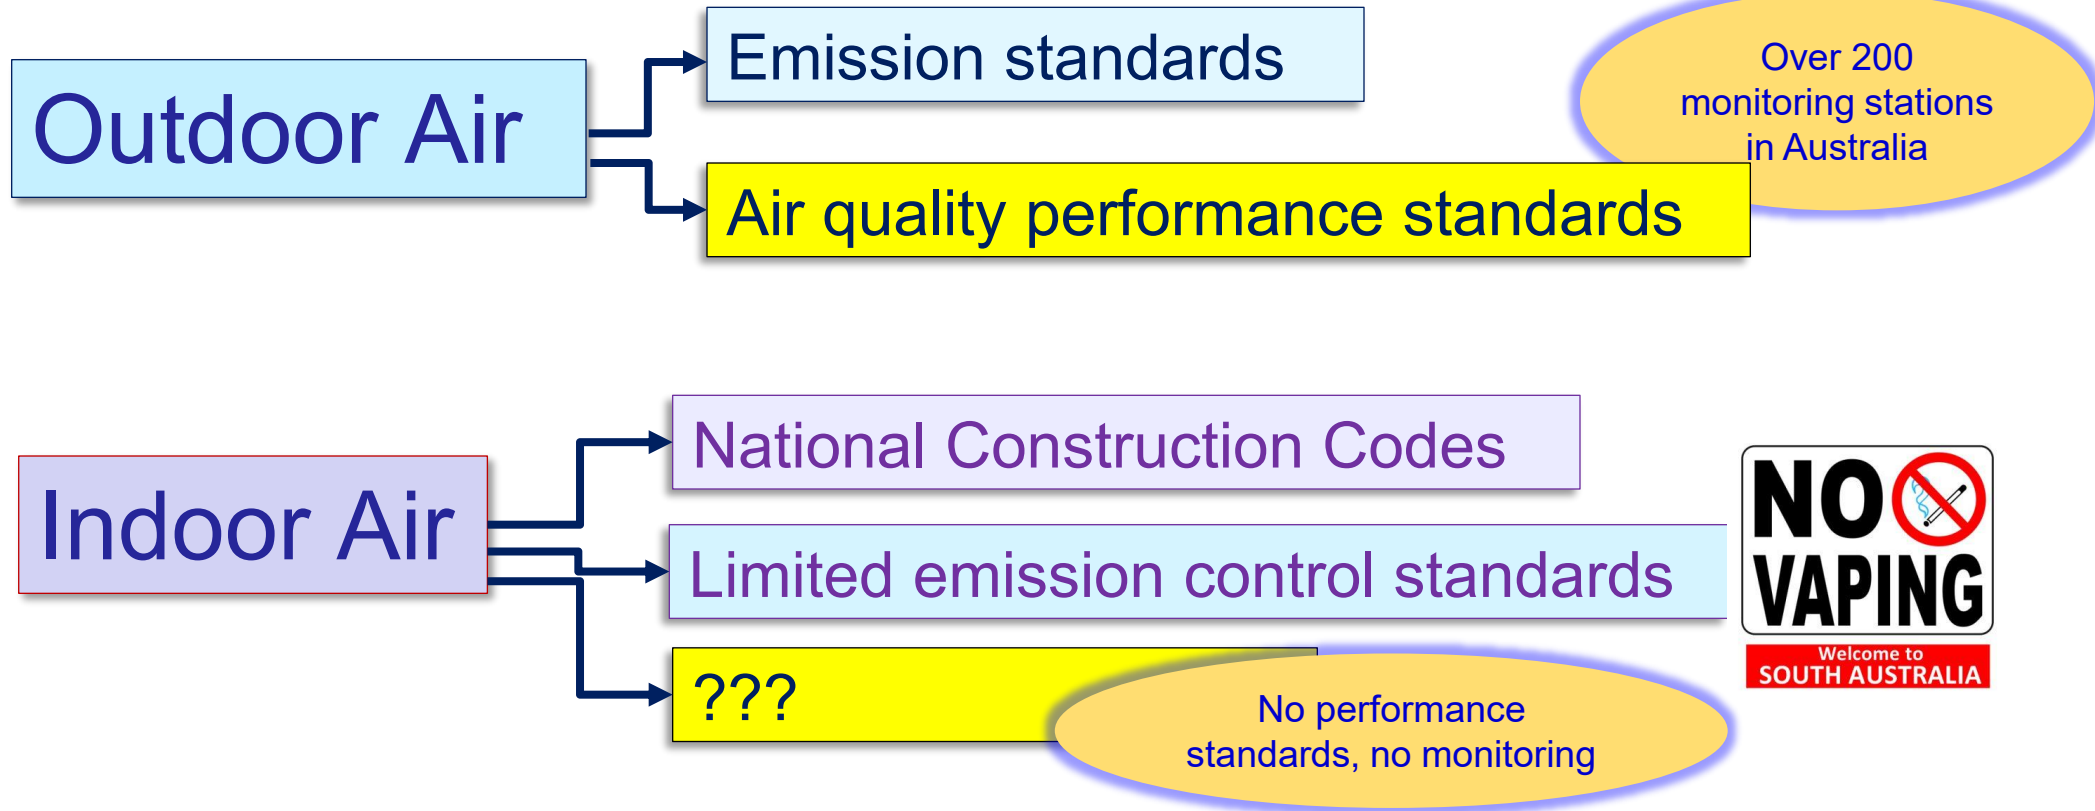 Outdoor Air
Emission standards
Air quality performance standards
Over 200
monitoring stations
in Australia
Indoor Air
National Construction Codes
Limited emission control standards
???
No performance
standards, no monitoring
NO
VAPING
Welcome to
SOUTH AUSTRALIA